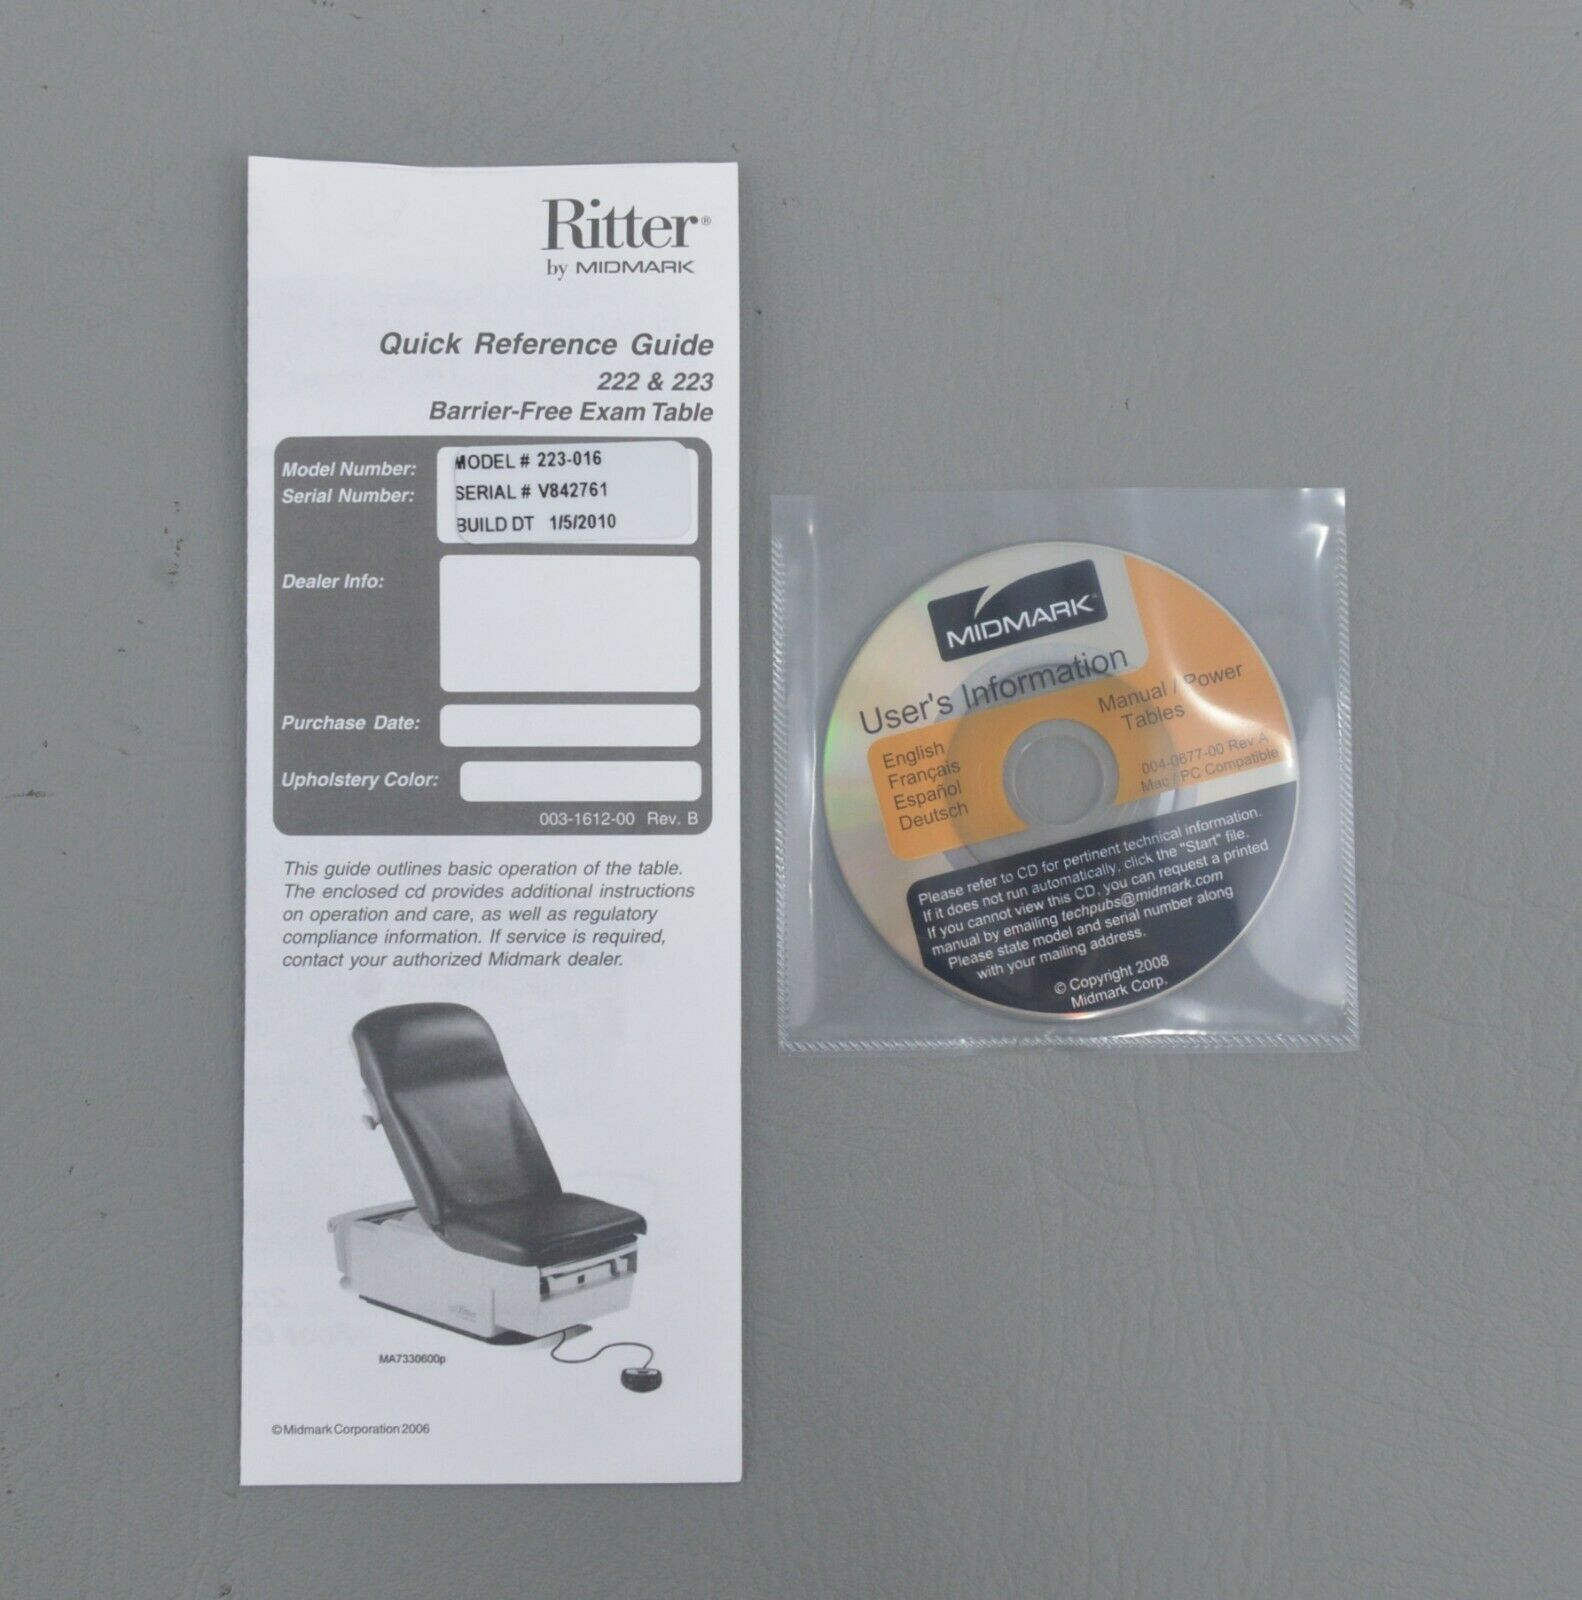 Ritter®
by MIDMARK
Quick Reference Guide
222 & 223
Barrier-Free Exam Table
Model Number:
MODEL # 223-016
Serial Number:
SERIAL # V842761
BUILD DT 1/5/2010
Dealer Info:
Purchase Date:
Upholstery Color:
003-1612-00 Rev. B
This guide outlines basic operation of the table.
The enclosed cd provides additional instructions
on operation and care, as well as regulatory
compliance information. If service is required,
contact your authorized Midmark dealer.
Ritter
MA7330600p
©Midmark Corporation 2006
MIDMARK
User's Information
Manual / Power
Tables
English
Français
Español
Deutsch
004-0677-00 Rev A
Mac / PC Compatible
Please refer to CD for pertinent technical information.
If it does not run automatically, click the "Start" file.
If you cannot view this CD, you can request a printed
manual by emailing techpubs@midmark.com
Please state model and serial number along
with your mailing address.
© Copyright 2008
Midmark Corp.